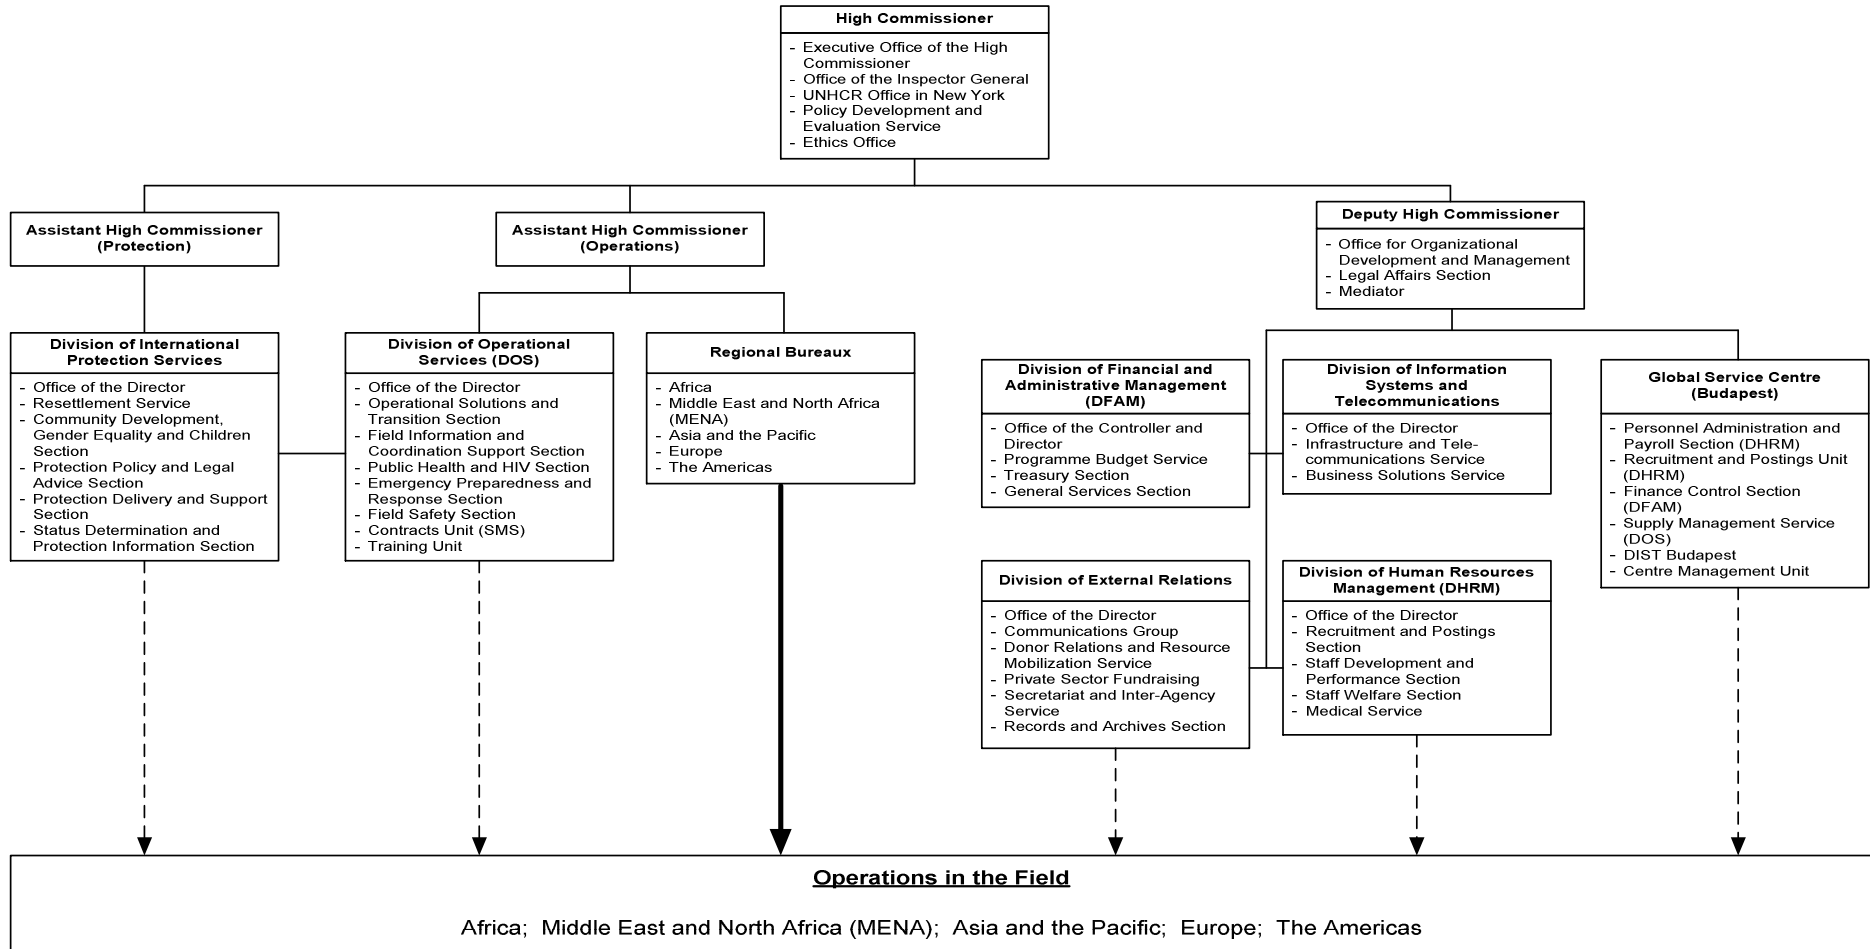 High Commissioner
- Executive Office of the High
Commissioner
- Office of the Inspector General
- UNHCR Office in New York
- Policy Development and
Evaluation Service
- Ethics Office
Assistant High Commissioner
(Protection)
Assistant High Commissioner
(Operations)
Deputy High Commissioner
- Office for Organizational
Development and Management
- Legal Affairs Section
- Mediator
Division of International
Protection Services
- Office of the Director
- Resettlement Service
- Community Development,
Gender Equality and Children
Section
- Protection Policy and Legal
Advice Section
- Protection Delivery and Support
Section
- Status Determination and
Protection Information Section
Division of Operational
Services (DOS)
- Office of the Director
- Operational Solutions and
Transition Section
- Field Information and
Coordination Support Section
- Public Health and HIV Section
- Emergency Preparedness and
Response Section
- Field Safety Section
- Contracts Unit (SMS)
- Training Unit
Regional Bureaux
- Africa
- Middle East and North Africa
(MENA)
- Asia and the Pacific
- Europe
- The Americas
Division of Financial and
Administrative Management
(DFAM)
- Office of the Controller and
Director
- Programme Budget Service
- Treasury Section
- General Services Section
Division of Information
Systems and
Telecommunications
- Office of the Director
- Infrastructure and Tele-
communications Service
- Business Solutions Service
Global Service Centre
(Budapest)
- Personnel Administration and
Payroll Section (DHRM)
- Recruitment and Postings Unit
(DHRM)
- Finance Control Section
(DFAM)
- Supply Management Service
(DOS)
- DIST Budapest
- Centre Management Unit
Division of External Relations
- Office of the Director
- Communications Group
- Donor Relations and Resource
Mobilization Service
- Private Sector Fundraising
- Secretariat and Inter-Agency
Service
- Records and Archives Section
Division of Human Resources
Management (DHRM)
- Office of the Director
- Recruitment and Postings
Section
- Staff Development and
Performance Section
- Staff Welfare Section
- Medical Service
Operations in the Field
Africa; Middle East and North Africa (MENA); Asia and the Pacific; Europe; The Americas